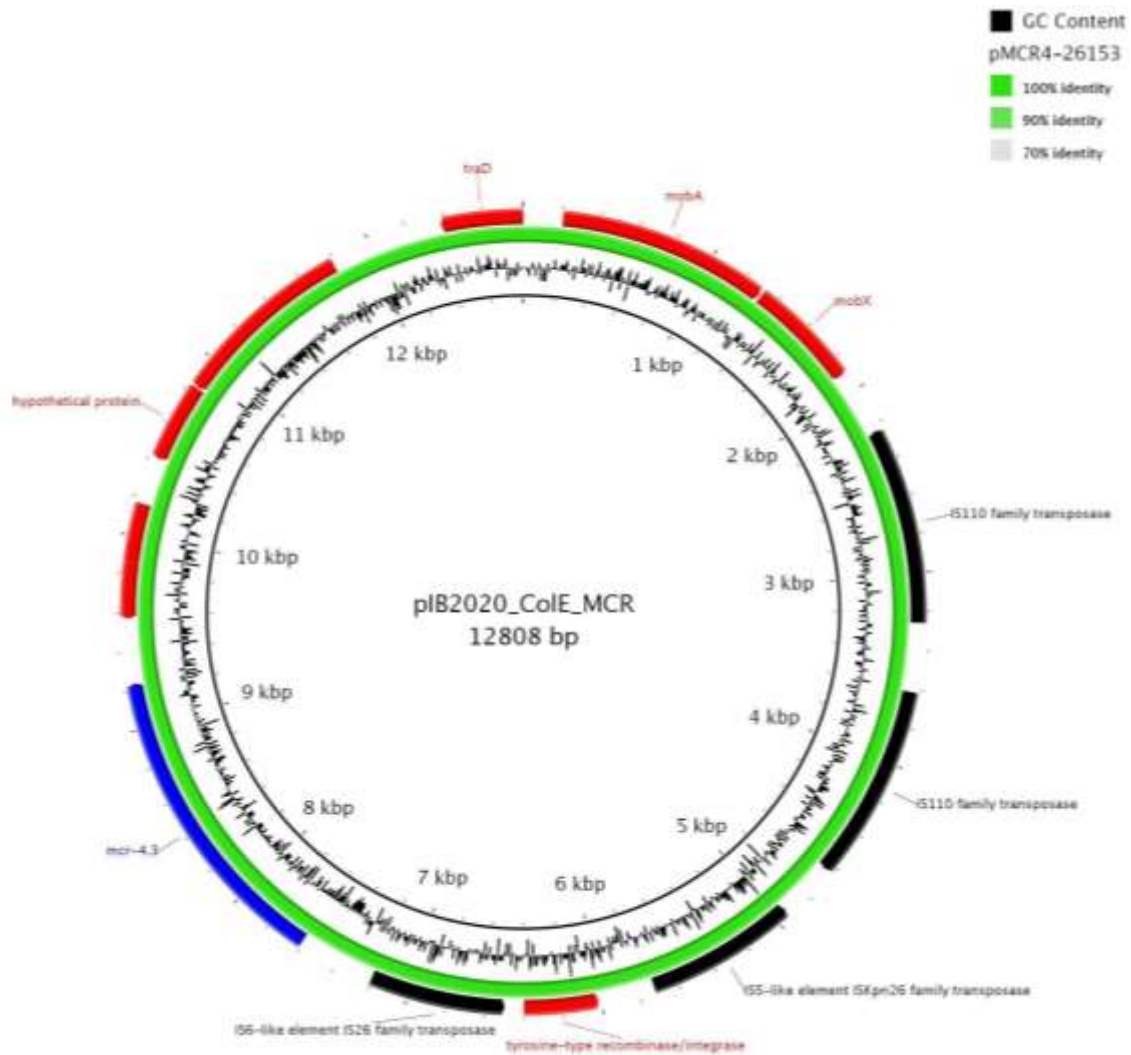 GC Content
pMCR4-26153
100% identity
90% identity
70% identity
traD
mobA
mobX
12 kbp
1 kbp
11 kbp
2 kbp
hypothetical protein
IS110 family transposase
10 kbp
3 kbp
pIB2020_ColE_MCR
12808 bp
9 kbp
4 kbp
IS110 family transposase
8 kbp
5 kbp
mcr-4.3
7 kbp
6 kbp
IS5-like element ISKpn26 family transposase
IS6-like element IS26 family transposase
tyrosine-type recombinase/integrase